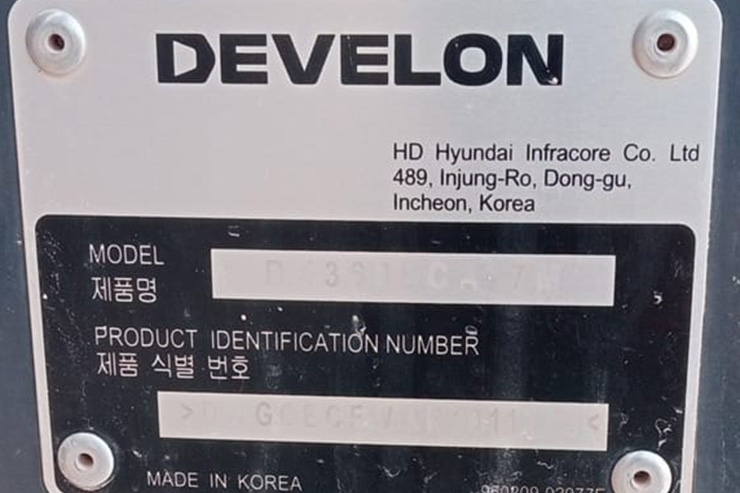 DEVELON
HD Hyundai Infracore Co. Ltd
489, Injung-Ro, Dong-gu,
Incheon, Korea
MODEL
제품명
PRODUCT IDENTIFICATION NUMBER
제품 식별 번호
MADE IN KOREA